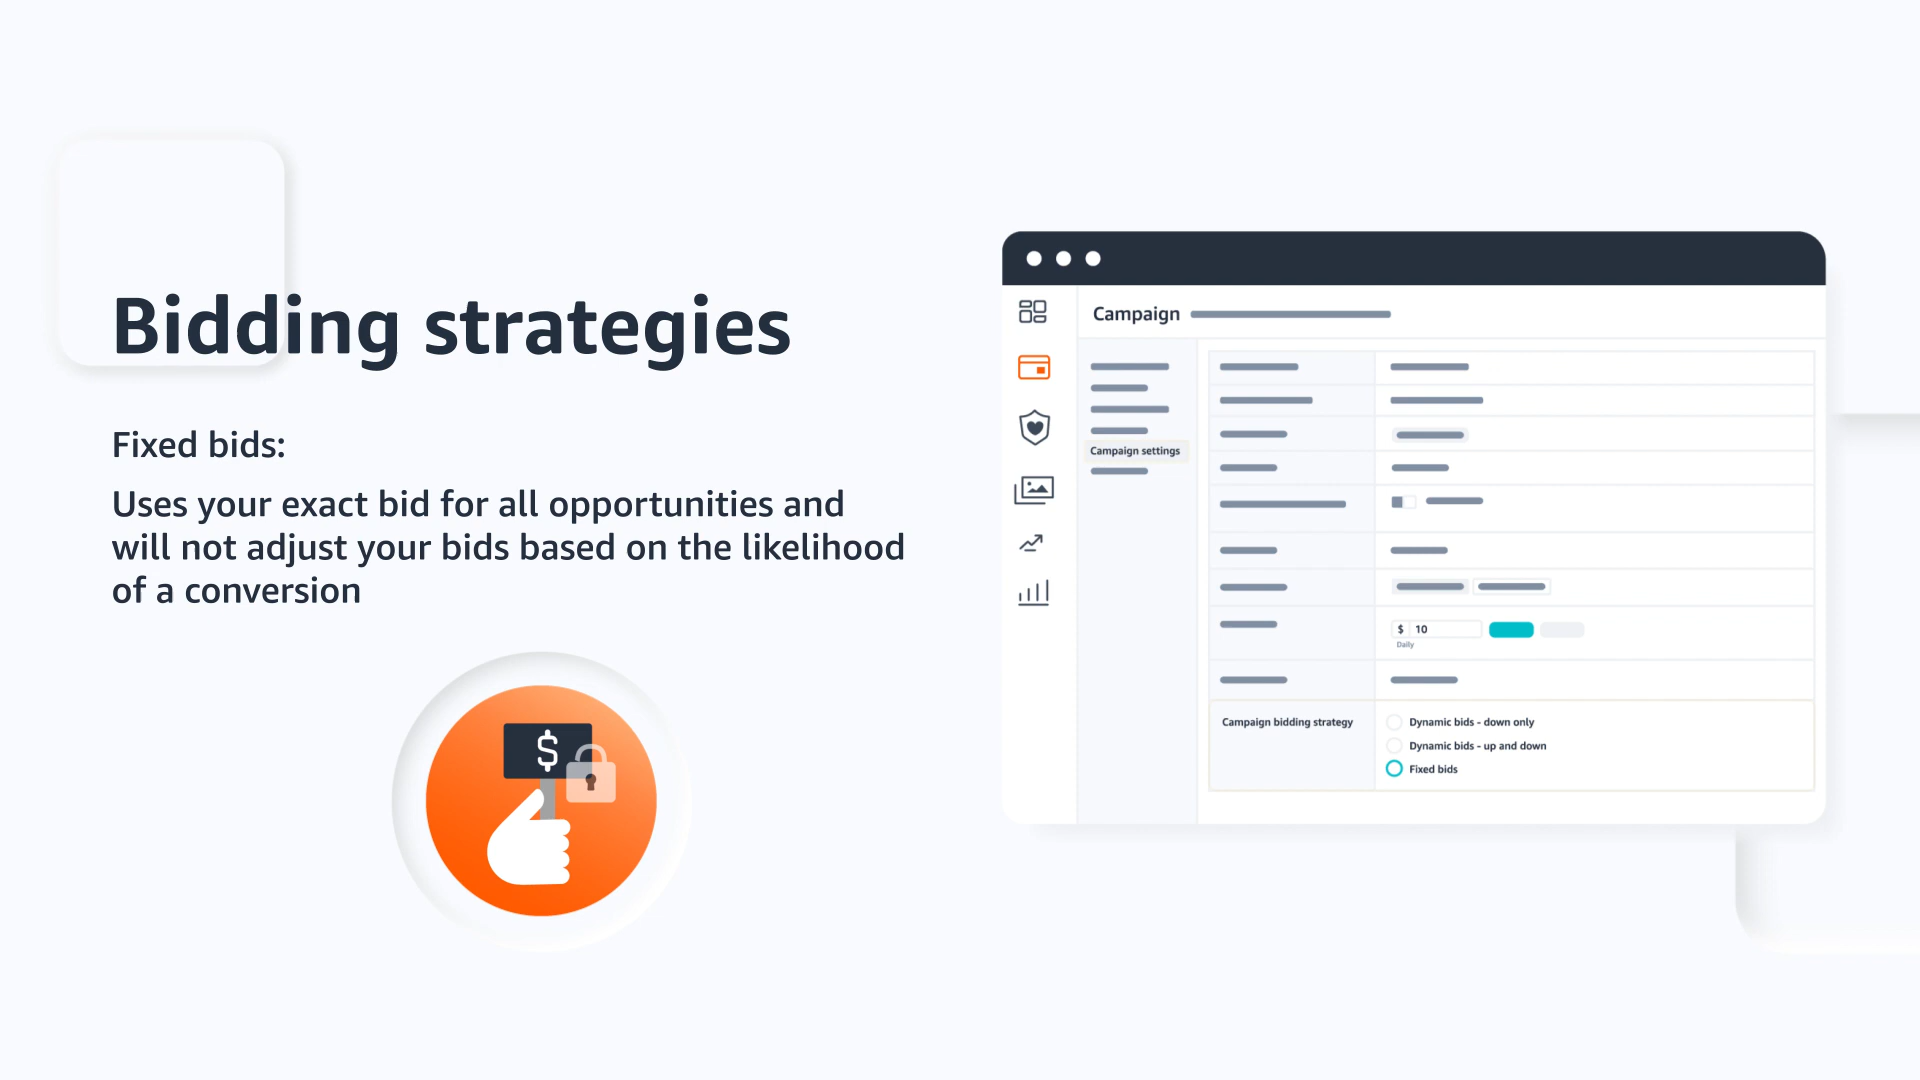 Bidding strategies
Fixed bids:
Uses your exact bid for all opportunities and
will not adjust your bids based on the likelihood
of a conversion
$
Campaign
Campaign settings
$ 10
Daily
Campaign bidding strategy
Dynamic bids - down only
Dynamic bids - up and down
Fixed bids